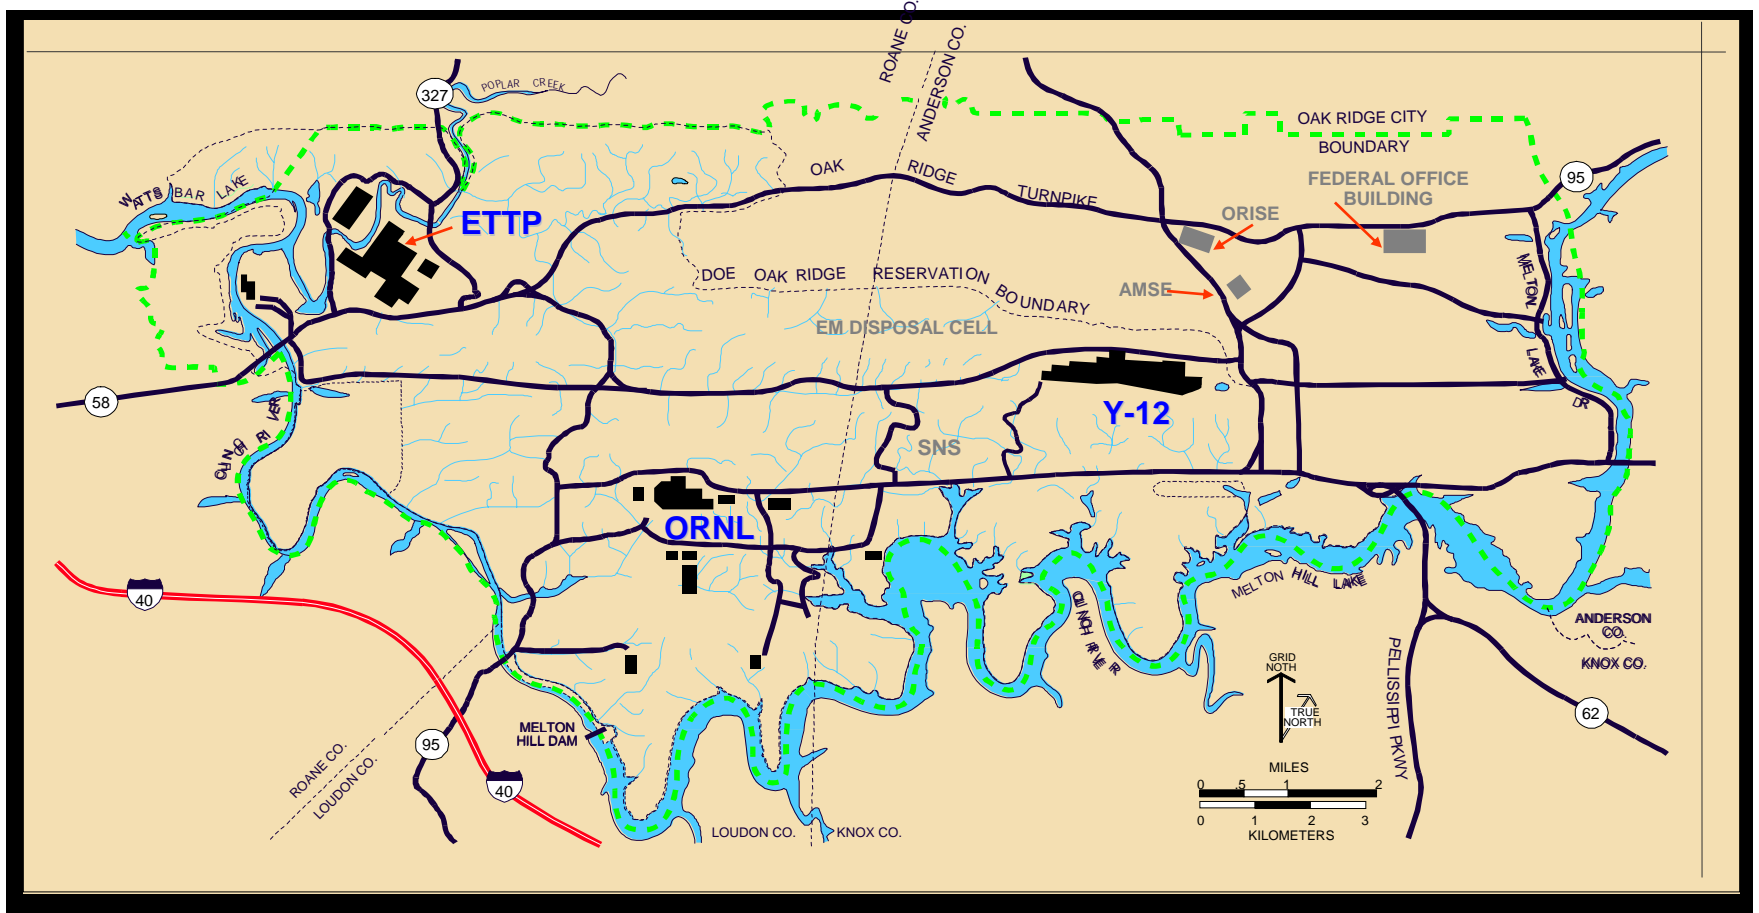 ROANE CO.
ANDERSON CO.
327
POPLAR CREEK
OAK RIDGE CITY
BOUNDARY
95
FEDERAL OFFICE
BUILDING
ORISE
OAK RIDGE TURNPIKE
WATTS BAR LAKE
ETTP
DOE OAK RIDGE RESERVATION BOUNDARY
AMSE
EM DISPOSAL CELL
MELTON
LAKE
DR
58
Y-12
CLINCH RIVER
SNS
ORNL
40
MELTON HILL LAKE
CLINCH RIVER
ANDERSON
CO.
KNOX CO.
PELLISSIPPI PKWY
GRID
NOTH
TRUE
NORTH
62
MELTON
HILL DAM
95
ROANE CO.
LOUDON CO.
40
MILES
0 .5 1 2
0 1 2 3
KILOMETERS
LOUDON CO.
KNOX CO.